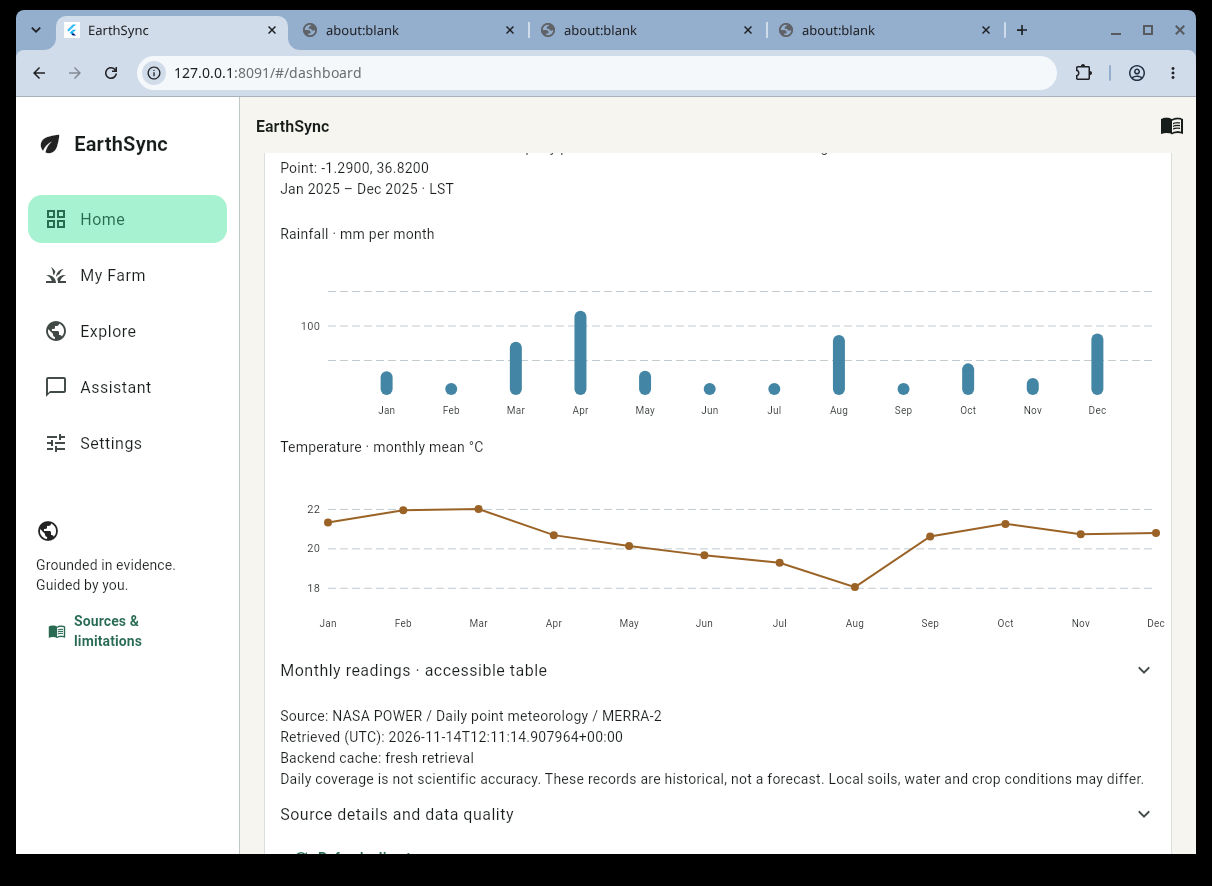 EarthSync
about:blank
about:blank
about:blank
127.0.0.1:8091/#/dashboard
EarthSync
Home
My Farm
Explore
Assistant
Settings
Grounded in evidence.
Guided by you.
Sources &
limitations
EarthSync
Point: -1.2900, 36.8200
Jan 2025 – Dec 2025 · LST
Rainfall · mm per month
100
Jan Feb Mar Apr May Jun Jul Aug Sep Oct Nov Dec
Temperature · monthly mean °C
22
20
18
Jan Feb Mar Apr May Jun Jul Aug Sep Oct Nov Dec
Monthly readings · accessible table
Source: NASA POWER / Daily point meteorology / MERRA-2
Retrieved (UTC): 2026-11-14T12:11:14.907964+00:00
Backend cache: fresh retrieval
Daily coverage is not scientific accuracy. These records are historical, not a forecast. Local soils, water and crop conditions may differ.
Source details and data quality